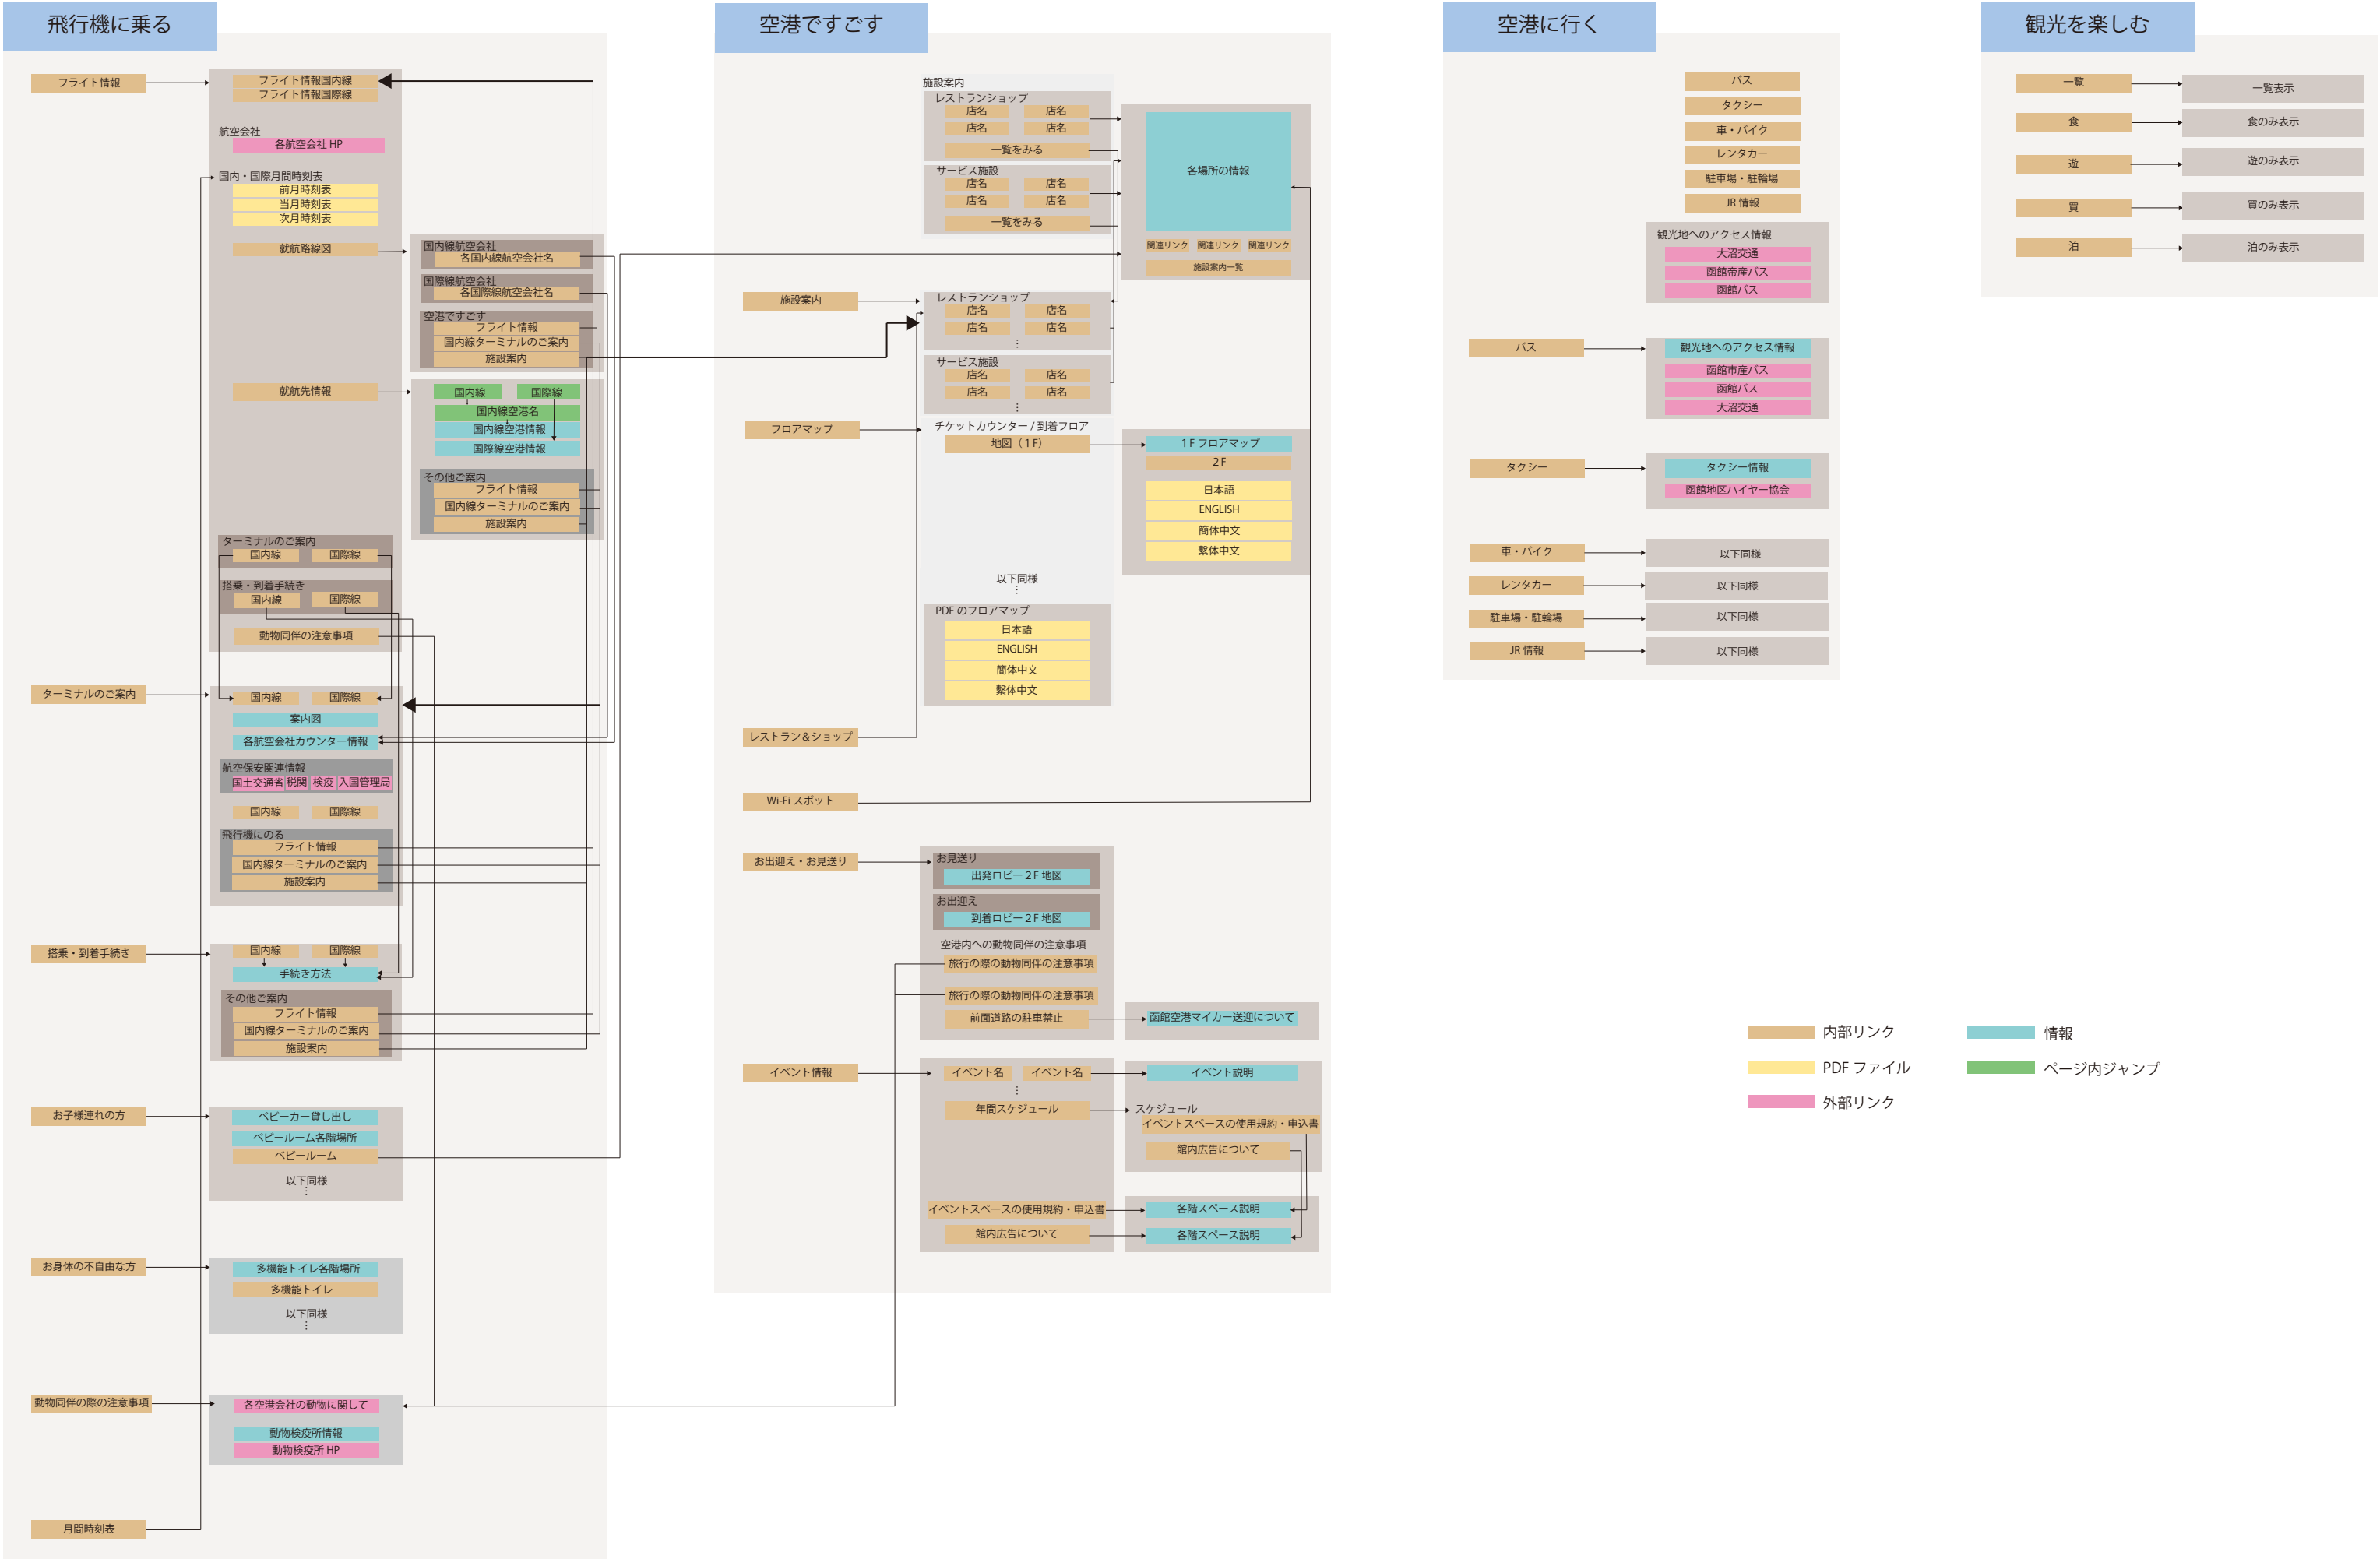 飛行機に乗る
フライト情報
フライト情報国内線
フライト情報国際線
航空会社
各航空会社 HP
国内・国際月間時刻表
前月時刻表
当月時刻表
次月時刻表
就航路線図
国内線航空会社
各国内線航空会社名
国際線航空会社
各国際線航空会社名
空港ですごす
フライト情報
国内線ターミナルのご案内
施設案内
就航先情報
国内線
国際線
国内線空港名
国内線空港情報
国際線空港情報
その他ご案内
フライト情報
国内線ターミナルのご案内
施設案内
ターミナルのご案内
国内線
国際線
搭乗・到着手続き
国内線
国際線
動物同伴の注意事項
ターミナルのご案内
国内線
国際線
案内図
各航空会社カウンター情報
航空保安関連情報
国土交通省
税関
検疫
入国管理局
国内線
国際線
飛行機にのる
フライト情報
国内線ターミナルのご案内
施設案内
搭乗・到着手続き
国内線
国際線
手続き方法
その他ご案内
フライト情報
国内線ターミナルのご案内
施設案内
お子様連れの方
ベビーカー貸し出し
ベビールーム各階場所
ベビールーム
以下同様
…
お身体の不自由な方
多機能トイレ各階場所
多機能トイレ
以下同様
…
動物同伴の際の注意事項
各空港会社の動物に関して
動物検疫所情報
動物検疫所 HP
月間時刻表
空港ですごす
施設案内
レストランショップ
店名
店名
店名
店名
一覧をみる
サービス施設
店名
店名
店名
店名
一覧をみる
各場所の情報
関連リンク
関連リンク
関連リンク
施設案内一覧
施設案内
レストランショップ
店名
店名
店名
店名
…
サービス施設
店名
店名
店名
店名
…
フロアマップ
チケットカウンター / 到着フロア
地図（1F）
1F フロアマップ
2F
日本語
ENGLISH
簡体中文
繁体中文
以下同様
…
PDF のフロアマップ
日本語
ENGLISH
簡体中文
繁体中文
レストラン＆ショップ
Wi-Fi スポット
お出迎え・お見送り
お見送り
出発ロビー 2F 地図
お出迎え
到着ロビー 2F 地図
空港内への動物同伴の注意事項
旅行の際の動物同伴の注意事項
旅行の際の動物同伴の注意事項
前面道路の駐車禁止
函館空港マイカー送迎について
イベント情報
イベント名
イベント名
…
イベント説明
年間スケジュール
スケジュール
イベントスペースの使用規約・申込書
館内広告について
イベントスペースの使用規約・申込書
各階スペース説明
館内広告について
各階スペース説明
空港に行く
バス
タクシー
車・バイク
レンタカー
駐車場・駐輪場
JR 情報
観光地へのアクセス情報
大沼交通
函館帝産バス
函館バス
バス
観光地へのアクセス情報
函館市産バス
函館バス
大沼交通
タクシー
タクシー情報
函館地区ハイヤー協会
車・バイク
以下同様
レンタカー
以下同様
駐車場・駐輪場
以下同様
JR 情報
以下同様
観光を楽しむ
一覧
一覧表示
食
食のみ表示
遊
遊のみ表示
買
買のみ表示
泊
泊のみ表示
内部リンク
情報
PDF ファイル
ページ内ジャンプ
外部リンク